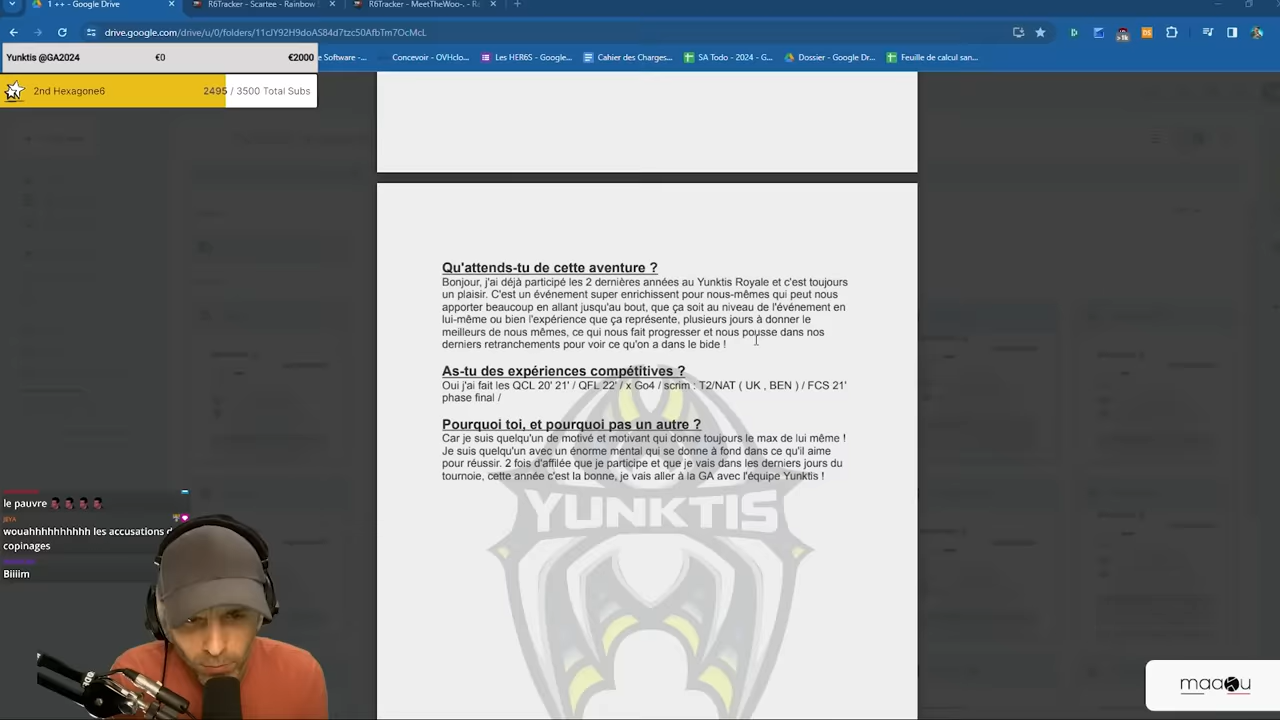 1 ++ - Google Drive
R6Tracker - Scartee - Rainbow
R6Tracker - MeetTheWoo-. - Ra
drive.google.com/drive/u/0/folders/11cJY92H9doAS84d7tzc50AfbTm7OcMcL
Yunktis @GA2024 €0 €2000
e Software -...
Concevoir - OVHclo...
Les HER6S - Google...
Cahier des Charges...
SA Todo - 2024 - G...
Dossier - Google Dr...
Feuille de calcul san...
2nd Hexagone6 2495 / 3500 Total Subs
Qu'attends-tu de cette aventure ?
Bonjour, j'ai déjà participé les 2 dernières années au Yunktis Royale et c'est toujours
un plaisir. C'est un événement super enrichissent pour nous-mêmes qui peut nous
apporter beaucoup en allant jusqu'au bout, que ça soit au niveau de l'événement en
lui-même ou bien l'expérience que ça représente, plusieurs jours à donner le
meilleurs de nous mêmes, ce qui nous fait progresser et nous pousse dans nos
derniers retranchements pour voir ce qu'on a dans le bide !
As-tu des expériences compétitives ?
Oui j'ai fait les QCL 20' 21' / QFL 22' / x Go4 / scrim : T2/NAT ( UK , BEN ) / FCS 21'
phase final /
Pourquoi toi, et pourquoi pas un autre ?
Car je suis quelqu'un de motivé et motivant qui donne toujours le max de lui même !
Je suis quelqu'un avec un énorme mental qui se donne à fond dans ce qu'il aime
pour réussir. 2 fois d'affilée que je participe et que je vais dans les derniers jours du
tournoie, cette année c'est la bonne, je vais aller à la GA avec l'équipe Yunktis !
YUNKTIS
le pauvre
wouahhhhhhhhhh les accusations d
copinages
Biiiim
maaku